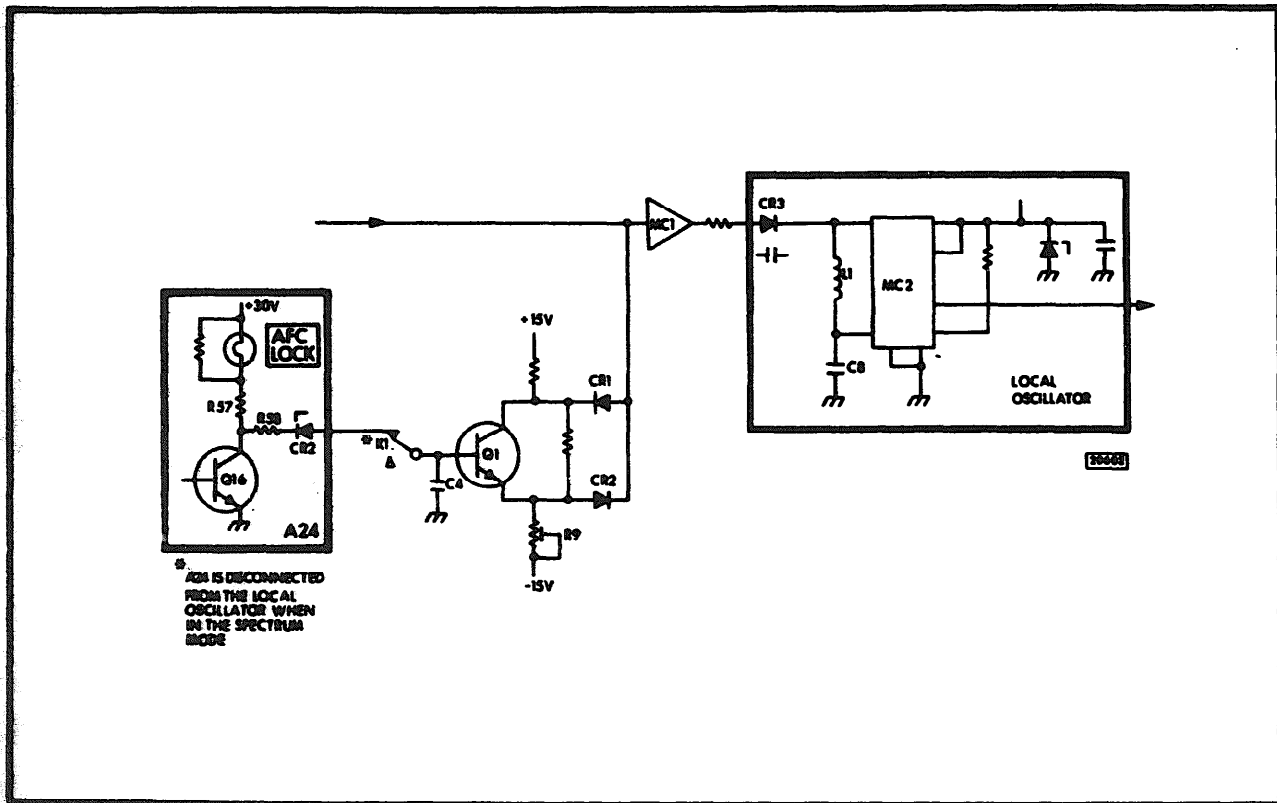 MC1
CR3
L1
MC2
C8
LOCAL
OSCILLATOR
+30V
AFC
LOCK
R57
R58
CR2
Q16
A24
* K1
+15V
CR1
Q1
C4
CR2
R9
-15V
* A24 IS DISCONNECTED
FROM THE LOCAL
OSCILLATOR WHEN
IN THE SPECTRUM
MODE